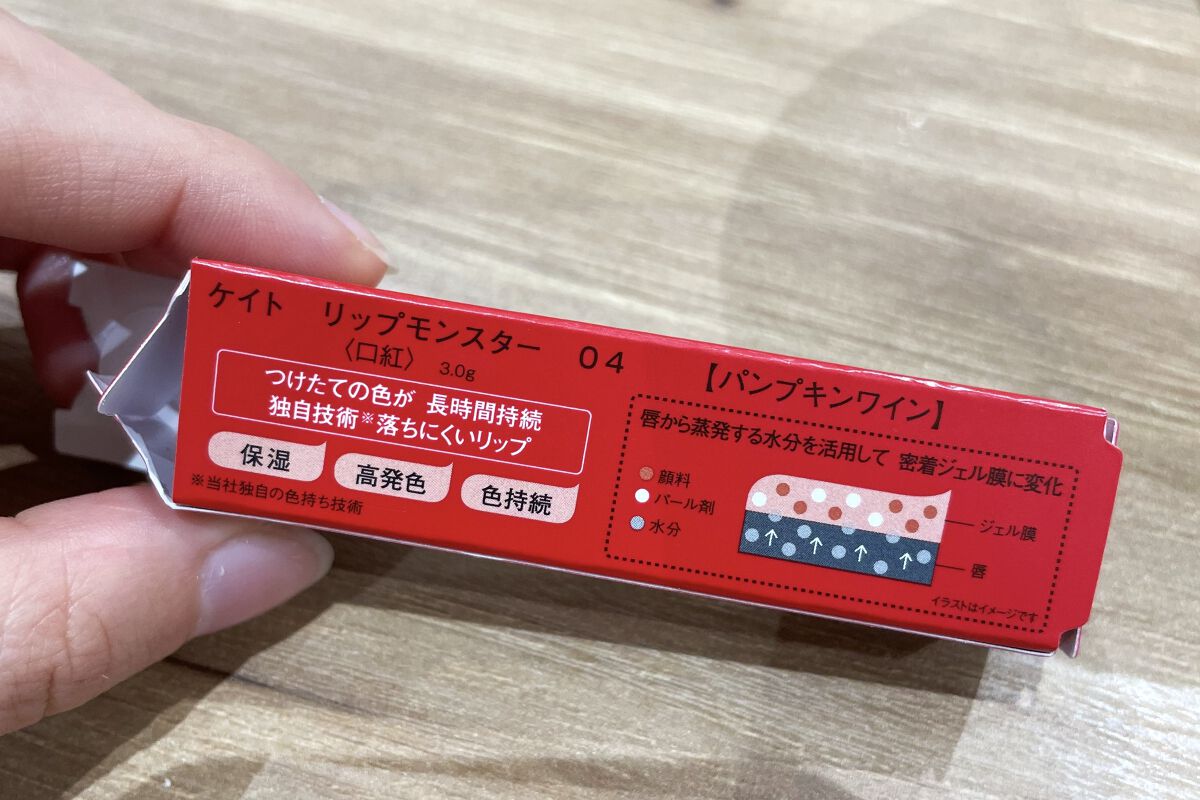 ケイト リップモンスター 04 【パンプキンワイン】
〈口紅〉 3.0g
つけたての色が 長時間持続
独自技術※落ちにくいリップ
保湿
高発色
色持続
※当社独自の色持ち技術
唇から蒸発する水分を活用して 密着ジェル膜に変化
顔料
パール剤
水分
ジェル膜
唇
イラストはイメージです